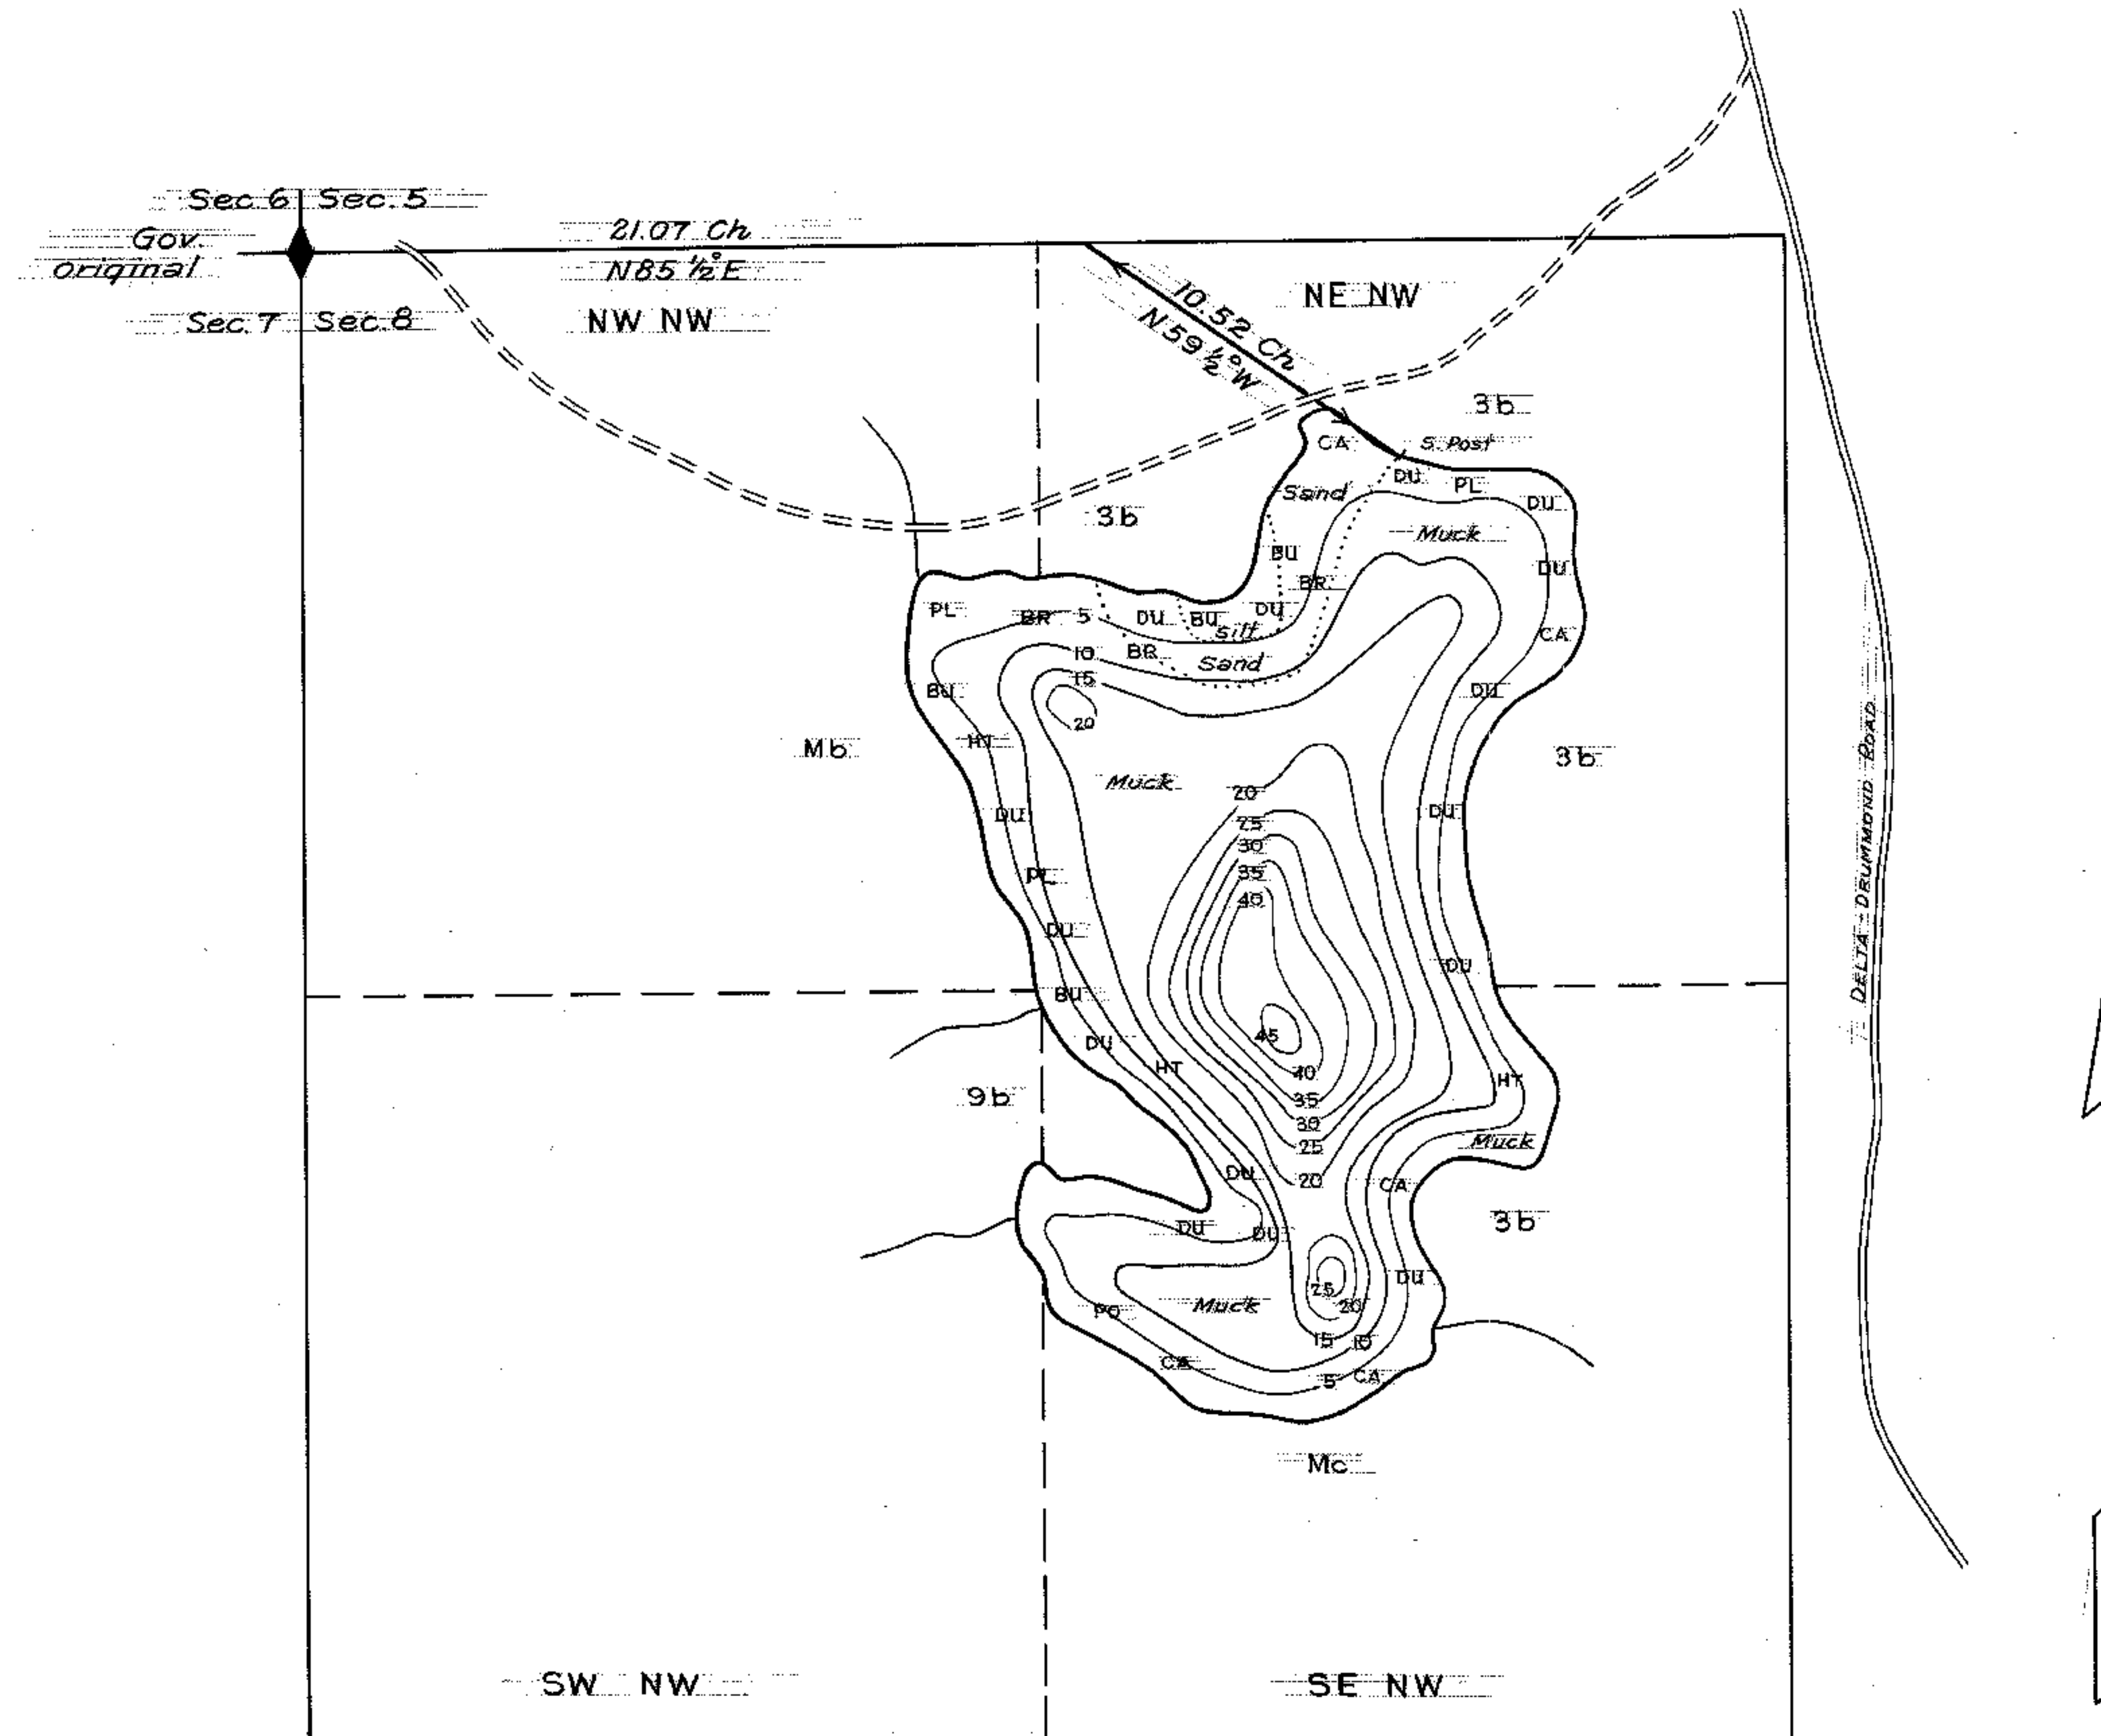 Sec. 6 Sec. 5
Gov.
original
21.07 Ch
N85 ½° E
Sec. 7 Sec. 8
NW NW
NE NW
10.52 Ch
N59 ½° W
3b
CA
S. Post
DU
PL
Sand
DU
3b
Muck
BU
DU
BR
PL
BR 5
DU
BU
DU
silt
CA
10
BR
Sand
15
BU
DU
20
HT
Mb
3b
Muck
20
DU
DU
25
30
35
PL
40
DU
DU
BU
45
DU
HT
40
HT
9b
35
30
25
Muck
DU
20
CA
DU
DU
3b
DU
25
Muck
20
PO
15
10
CA
5
CA
Mc
SW NW
SE NW
DELTA-DRUMMOND ROAD